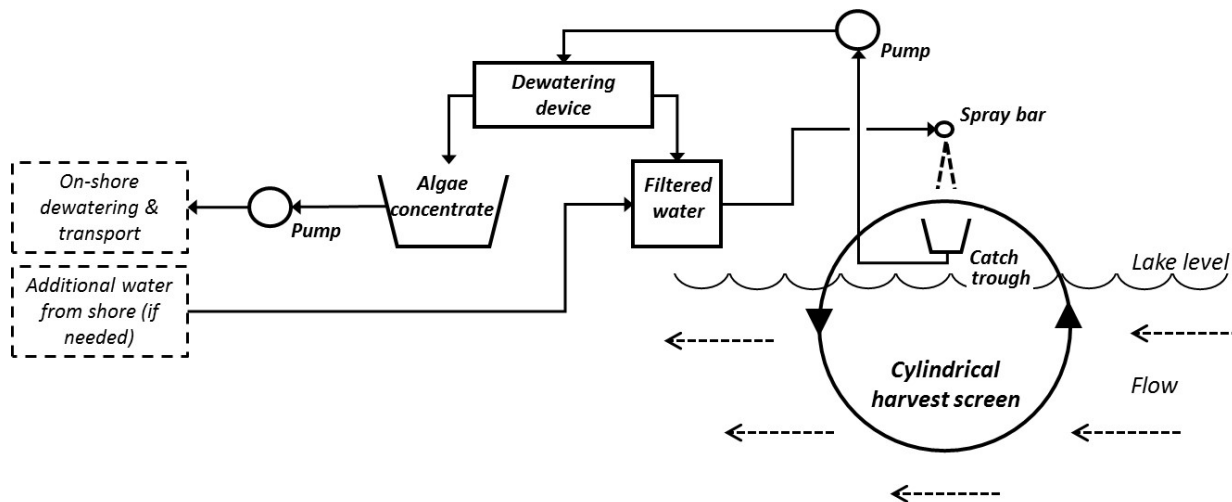 Pump
Dewatering
device
Spray bar
On-shore
dewatering &
transport
Pump
Algae
concentrate
Filtered
water
Additional water
from shore (if
needed)
Catch
trough
Lake level
Cylindrical
harvest screen
Flow